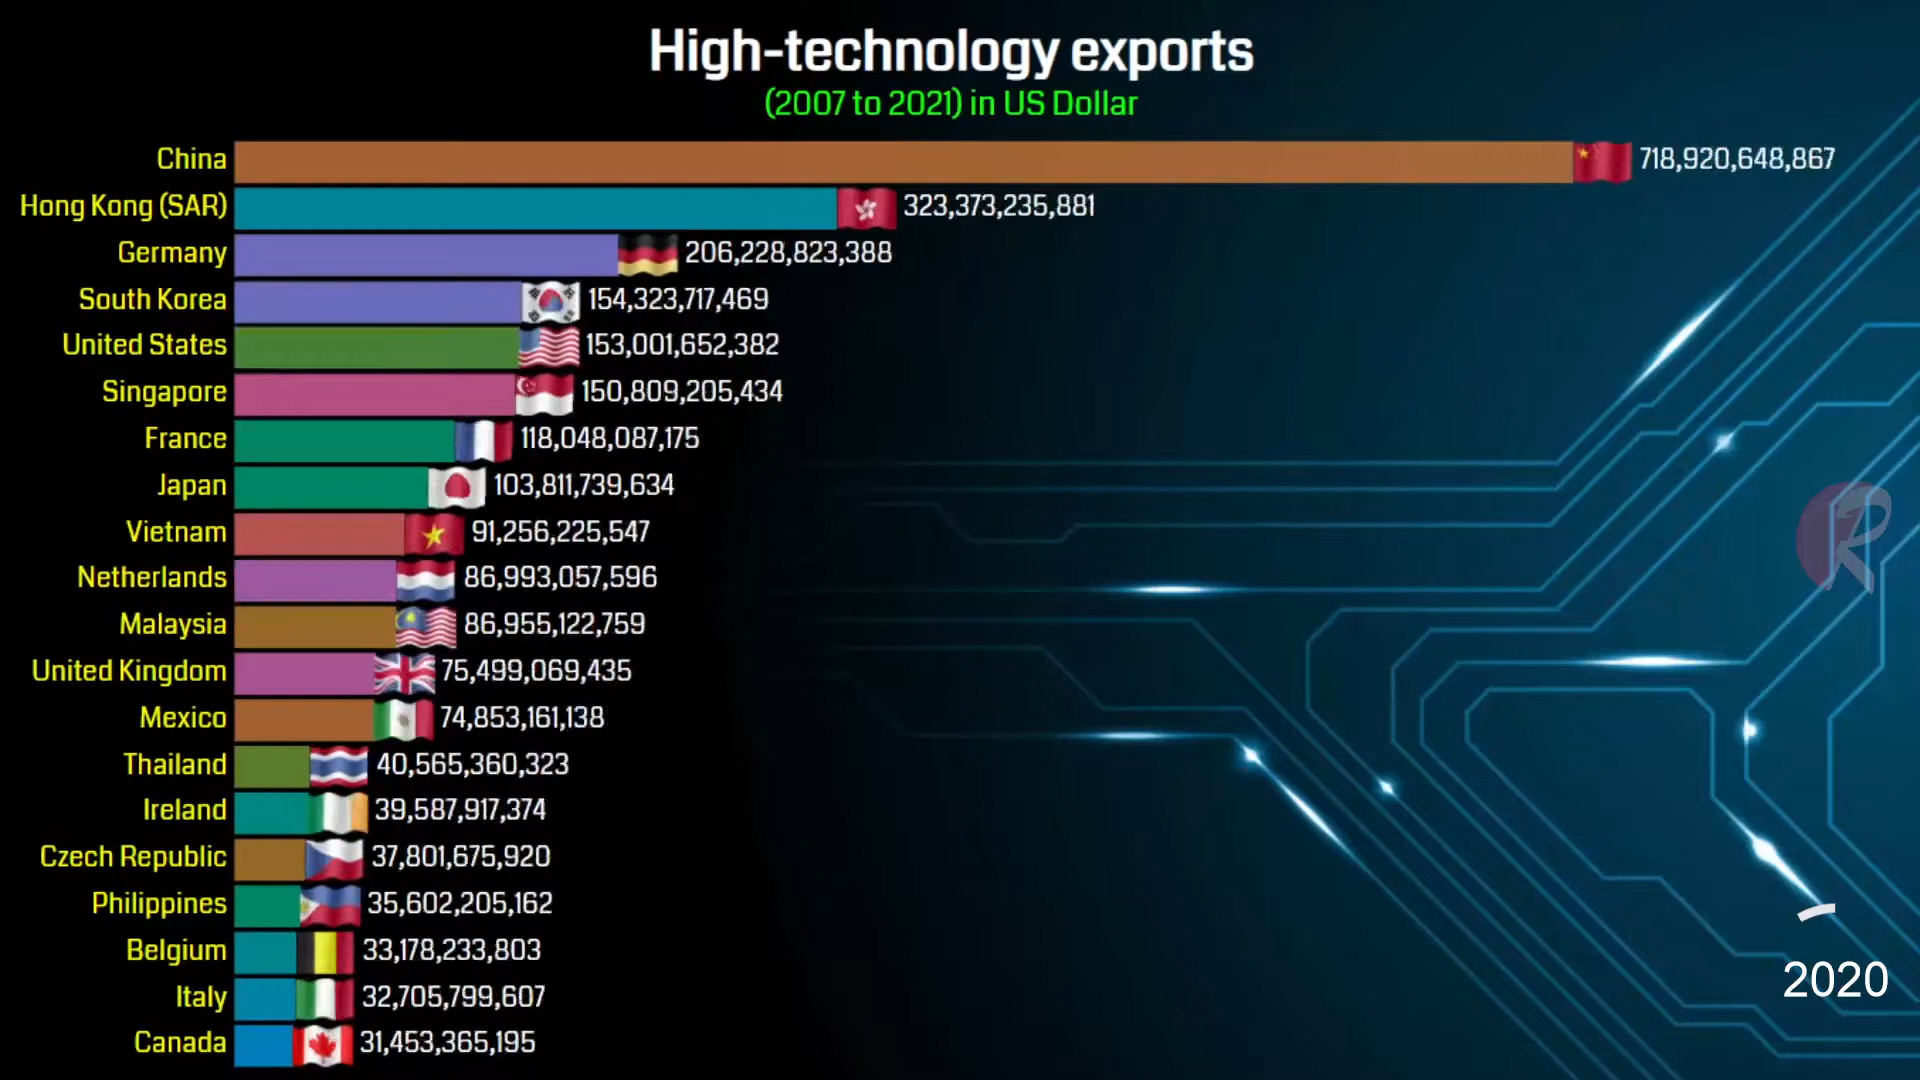 High-technology exports
(2007 to 2021) in US Dollar
China 718,920,648,867
Hong Kong (SAR) 323,373,235,881
Germany 206,228,823,388
South Korea 154,323,717,469
United States 153,001,652,382
Singapore 150,809,205,434
France 118,048,087,175
Japan 103,811,739,634
Vietnam 91,256,225,547
Netherlands 86,993,057,596
Malaysia 86,955,122,759
United Kingdom 75,499,069,435
Mexico 74,853,161,138
Thailand 40,565,360,323
Ireland 39,587,917,374
Czech Republic 37,801,675,920
Philippines 35,602,205,162
Belgium 33,178,233,803
Italy 32,705,799,607
Canada 31,453,365,195
R
2020